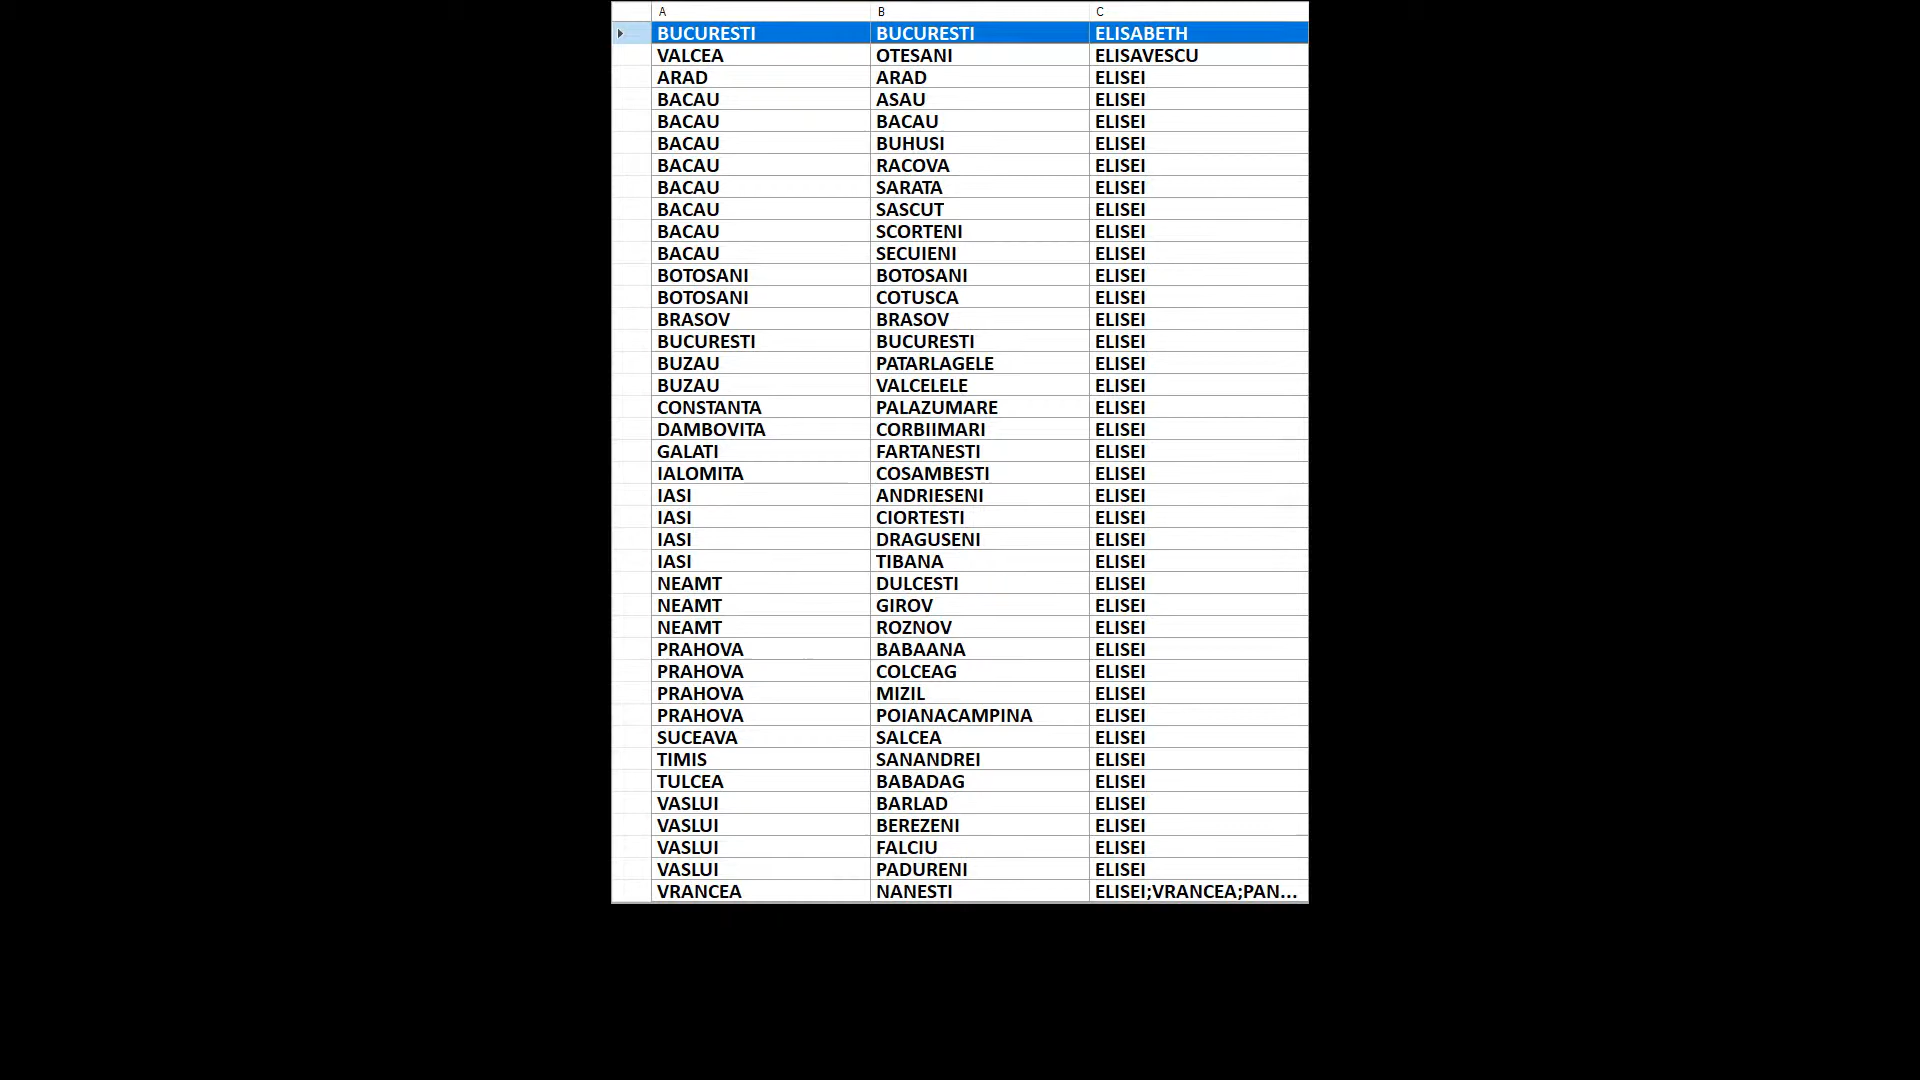 A B C
BUCURESTI BUCURESTI ELISABETH
VALCEA OTESANI ELISAVESCU
ARAD ARAD ELISEI
BACAU ASAU ELISEI
BACAU BACAU ELISEI
BACAU BUHUSI ELISEI
BACAU RACOVA ELISEI
BACAU SARATA ELISEI
BACAU SASCUT ELISEI
BACAU SCORTENI ELISEI
BACAU SECUIENI ELISEI
BOTOSANI BOTOSANI ELISEI
BOTOSANI COTUSCA ELISEI
BRASOV BRASOV ELISEI
BUCURESTI BUCURESTI ELISEI
BUZAU PATARLAGELE ELISEI
BUZAU VALCELELE ELISEI
CONSTANTA PALAZUMARE ELISEI
DAMBOVITA CORBIIMARI ELISEI
GALATI FARTANESTI ELISEI
IALOMITA COSAMBESTI ELISEI
IASI ANDRIESENI ELISEI
IASI CIORTESTI ELISEI
IASI DRAGUSENI ELISEI
IASI TIBANA ELISEI
NEAMT DULCESTI ELISEI
NEAMT GIROV ELISEI
NEAMT ROZNOV ELISEI
PRAHOVA BABAANA ELISEI
PRAHOVA COLCEAG ELISEI
PRAHOVA MIZIL ELISEI
PRAHOVA POIANACAMPINA ELISEI
SUCEAVA SALCEA ELISEI
TIMIS SANANDREI ELISEI
TULCEA BABADAG ELISEI
VASLUI BARLAD ELISEI
VASLUI BEREZENI ELISEI
VASLUI FALCIU ELISEI
VASLUI PADURENI ELISEI
VRANCEA NANESTI ELISEI;VRANCEA;PAN...